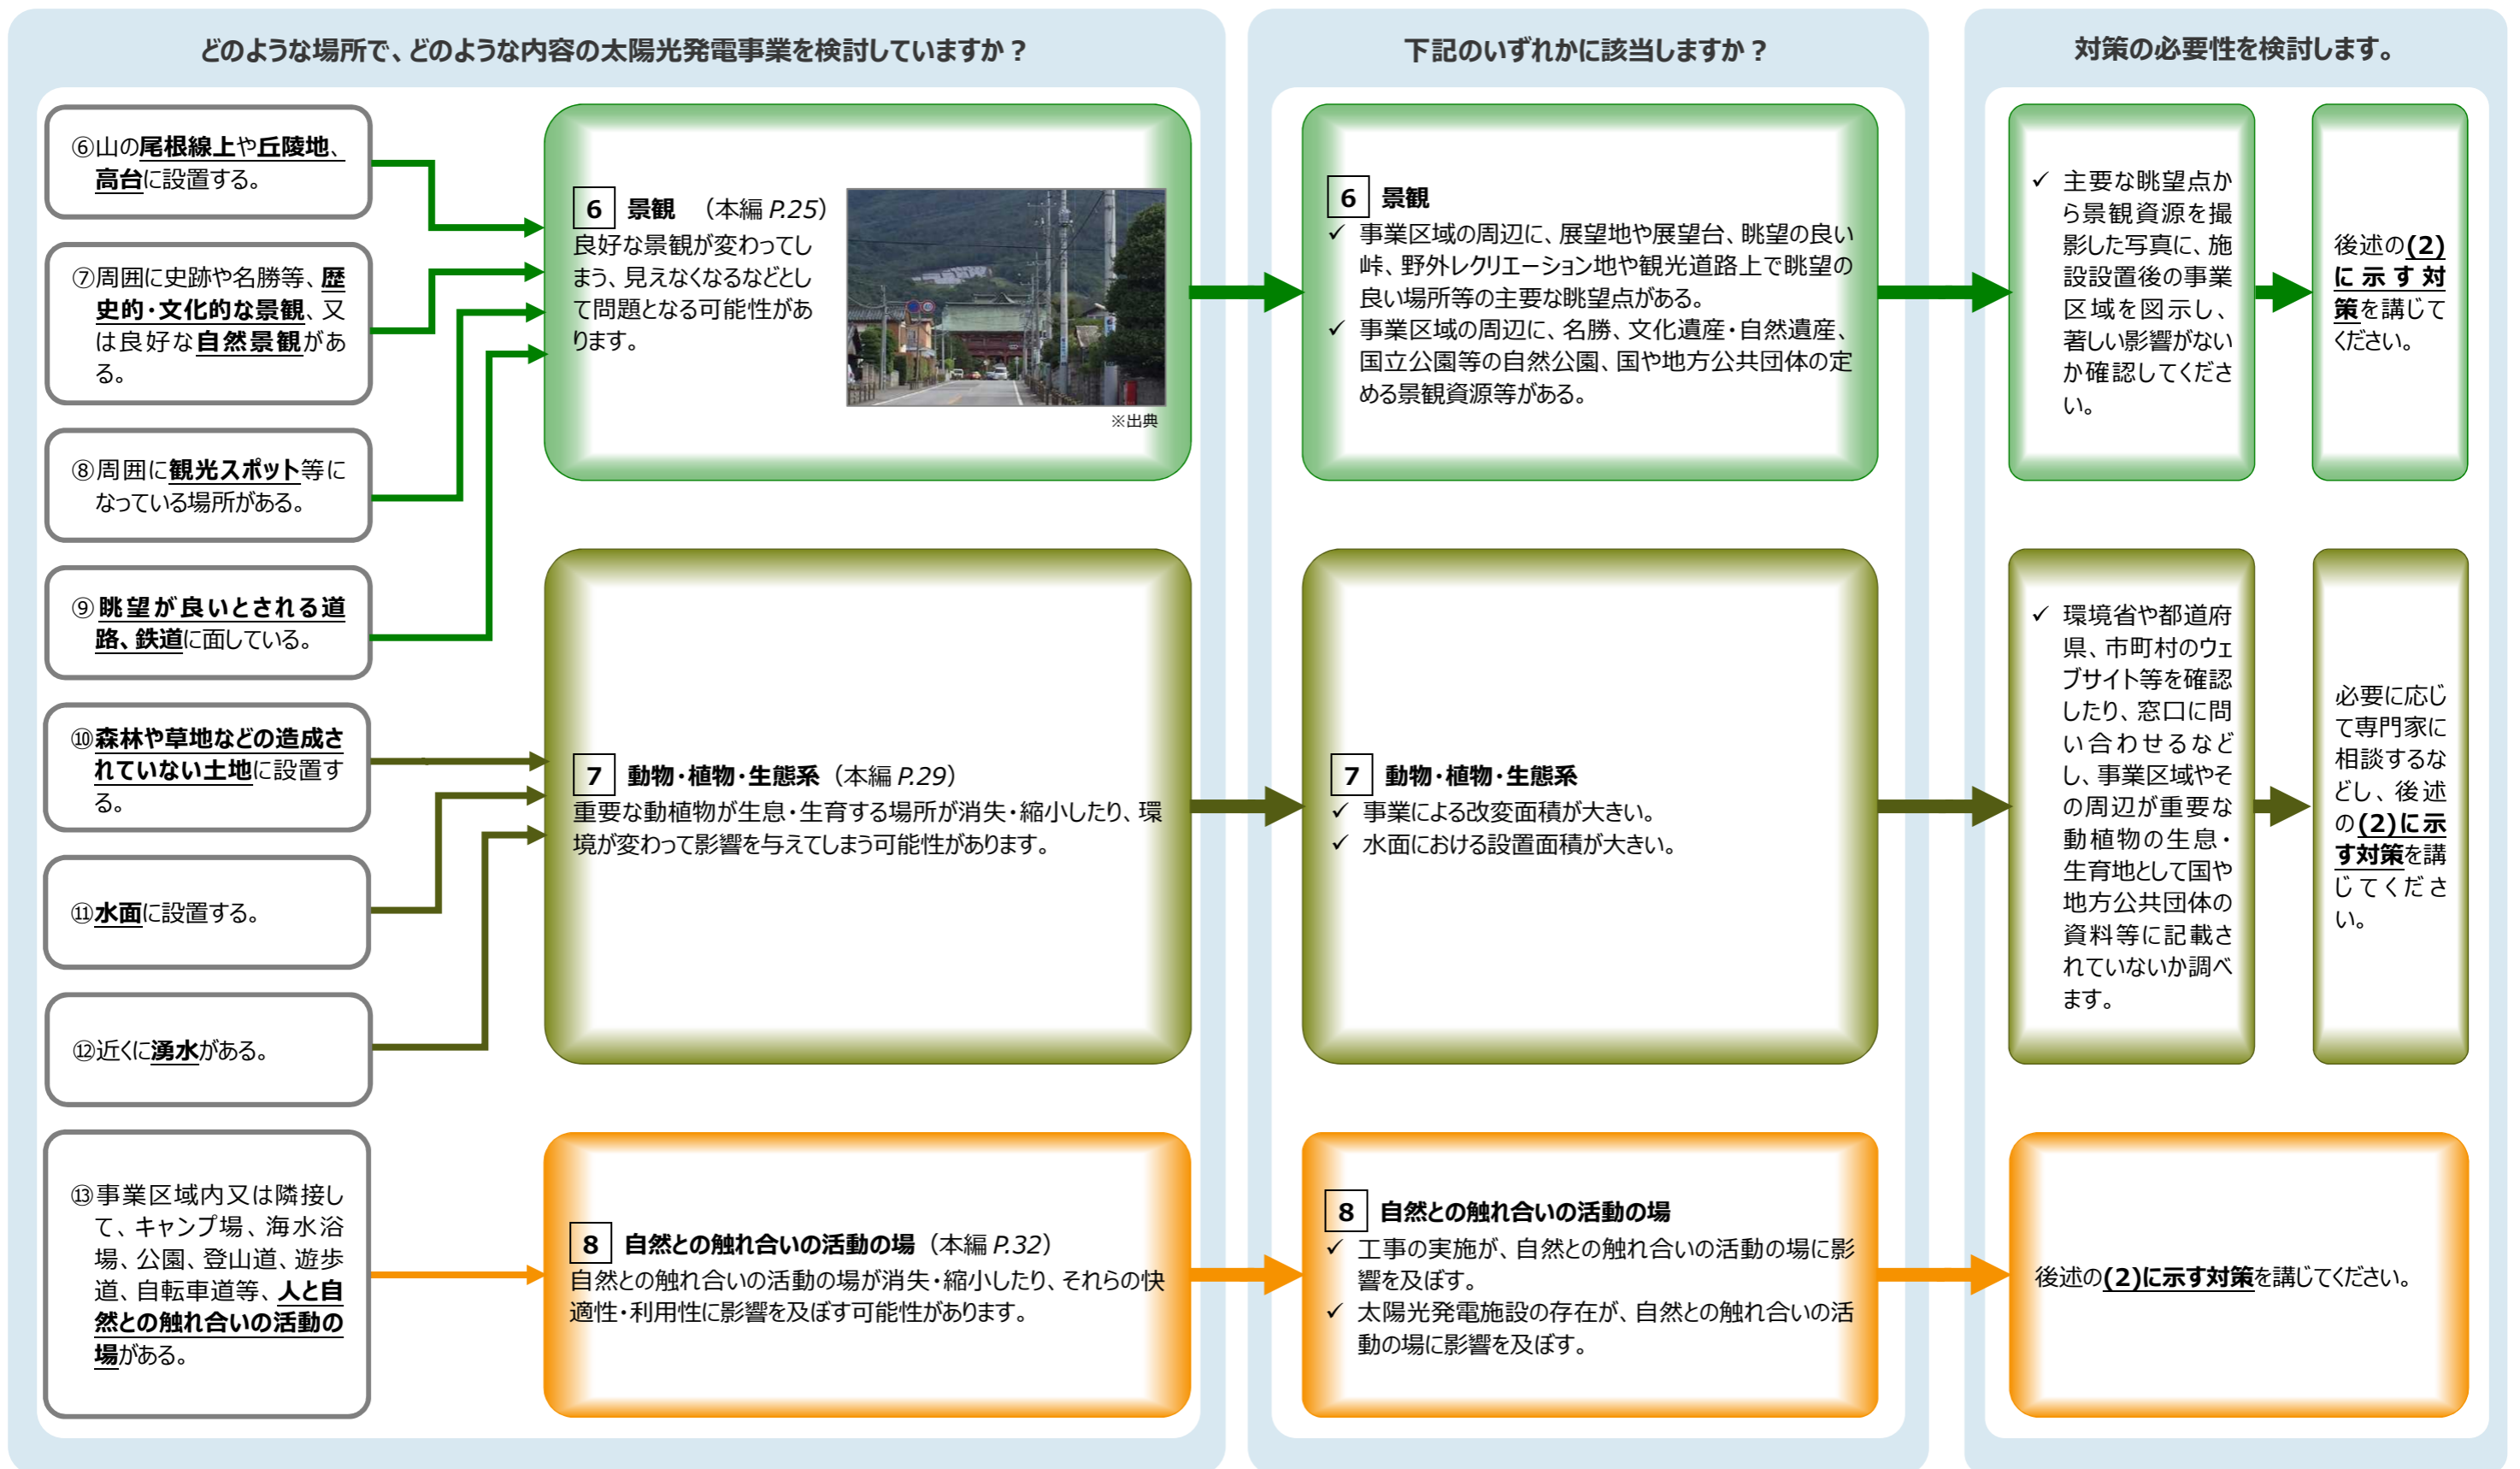 どのような場所で、どのような内容の太陽光発電事業を検討していますか？
⑥山の尾根線上や丘陵地、
高台に設置する。
⑦周囲に史跡や名勝等、歴
史的・文化的な景観、又
は良好な自然景観があ
る。
⑧周囲に観光スポット等に
なっている場所がある。
⑨眺望が良いとされる道
路、鉄道に面している。
⑩森林や草地などの造成さ
れていない土地に設置す
る。
⑪水面に設置する。
⑫近くに湧水がある。
⑬事業区域内又は隣接し
て、キャンプ場、海水浴
場、公園、登山道、遊歩
道、自転車道等、人と自
然との触れ合いの活動の
場がある。
6 景観 （本編 P.25）
良好な景観が変わってし
まう、見えなくなるなどとし
て問題となる可能性があ
ります。
※出典
7 動物・植物・生態系（本編 P.29）
重要な動植物が生息・生育する場所が消失・縮小したり、環
境が変わって影響を与えてしまう可能性があります。
8 自然との触れ合いの活動の場（本編 P.32）
自然との触れ合いの活動の場が消失・縮小したり、それらの快
適性・利用性に影響を及ぼす可能性があります。
下記のいずれかに該当しますか？
6 景観
✓ 事業区域の周辺に、展望地や展望台、眺望の良い
峠、野外レクリエーション地や観光道路上で眺望の
良い場所等の主要な眺望点がある。
✓ 事業区域の周辺に、名勝、文化遺産・自然遺産、
国立公園等の自然公園、国や地方公共団体の定
める景観資源等がある。
7 動物・植物・生態系
✓ 事業による改変面積が大きい。
✓ 水面における設置面積が大きい。
8 自然との触れ合いの活動の場
✓ 工事の実施が、自然との触れ合いの活動の場に影
響を及ぼす。
✓ 太陽光発電施設の存在が、自然との触れ合いの活
動の場に影響を及ぼす。
対策の必要性を検討します。
✓ 主要な眺望点か
ら景観資源を撮
影した写真に、施
設設置後の事業
区域を図示し、
著しい影響がない
か確認してくださ
い。
後述の(2)
に示す対
策を講じて
ください。
✓ 環境省や都道府
県、市町村のウェ
ブサイト等を確認
したり、窓口に問
い合わせるなど
し、事業区域やそ
の周辺が重要な
動植物の生息・
生育地として国や
地方公共団体の
資料等に記載さ
れていないか調べ
ます。
必要に応じ
て専門家に
相談するな
どし、後述
の(2)に示
す対策を講
じてくださ
い。
後述の(2)に示す対策を講じてください。